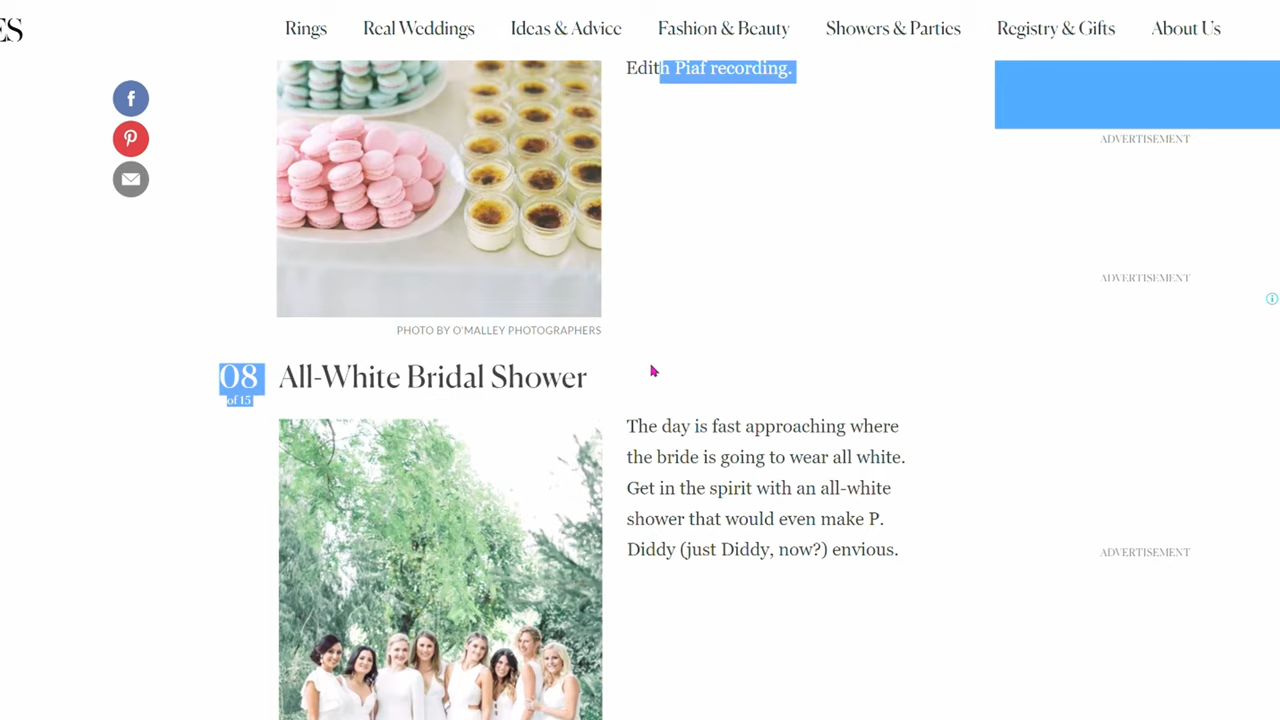 ES
Rings Real Weddings Ideas & Advice Fashion & Beauty Showers & Parties Registry & Gifts About Us
Edith Piaf recording.
ADVERTISEMENT
ADVERTISEMENT
PHOTO BY O'MALLEY PHOTOGRAPHERS
08
of 15
All-White Bridal Shower
The day is fast approaching where
the bride is going to wear all white.
Get in the spirit with an all-white
shower that would even make P.
Diddy (just Diddy, now?) envious.
ADVERTISEMENT